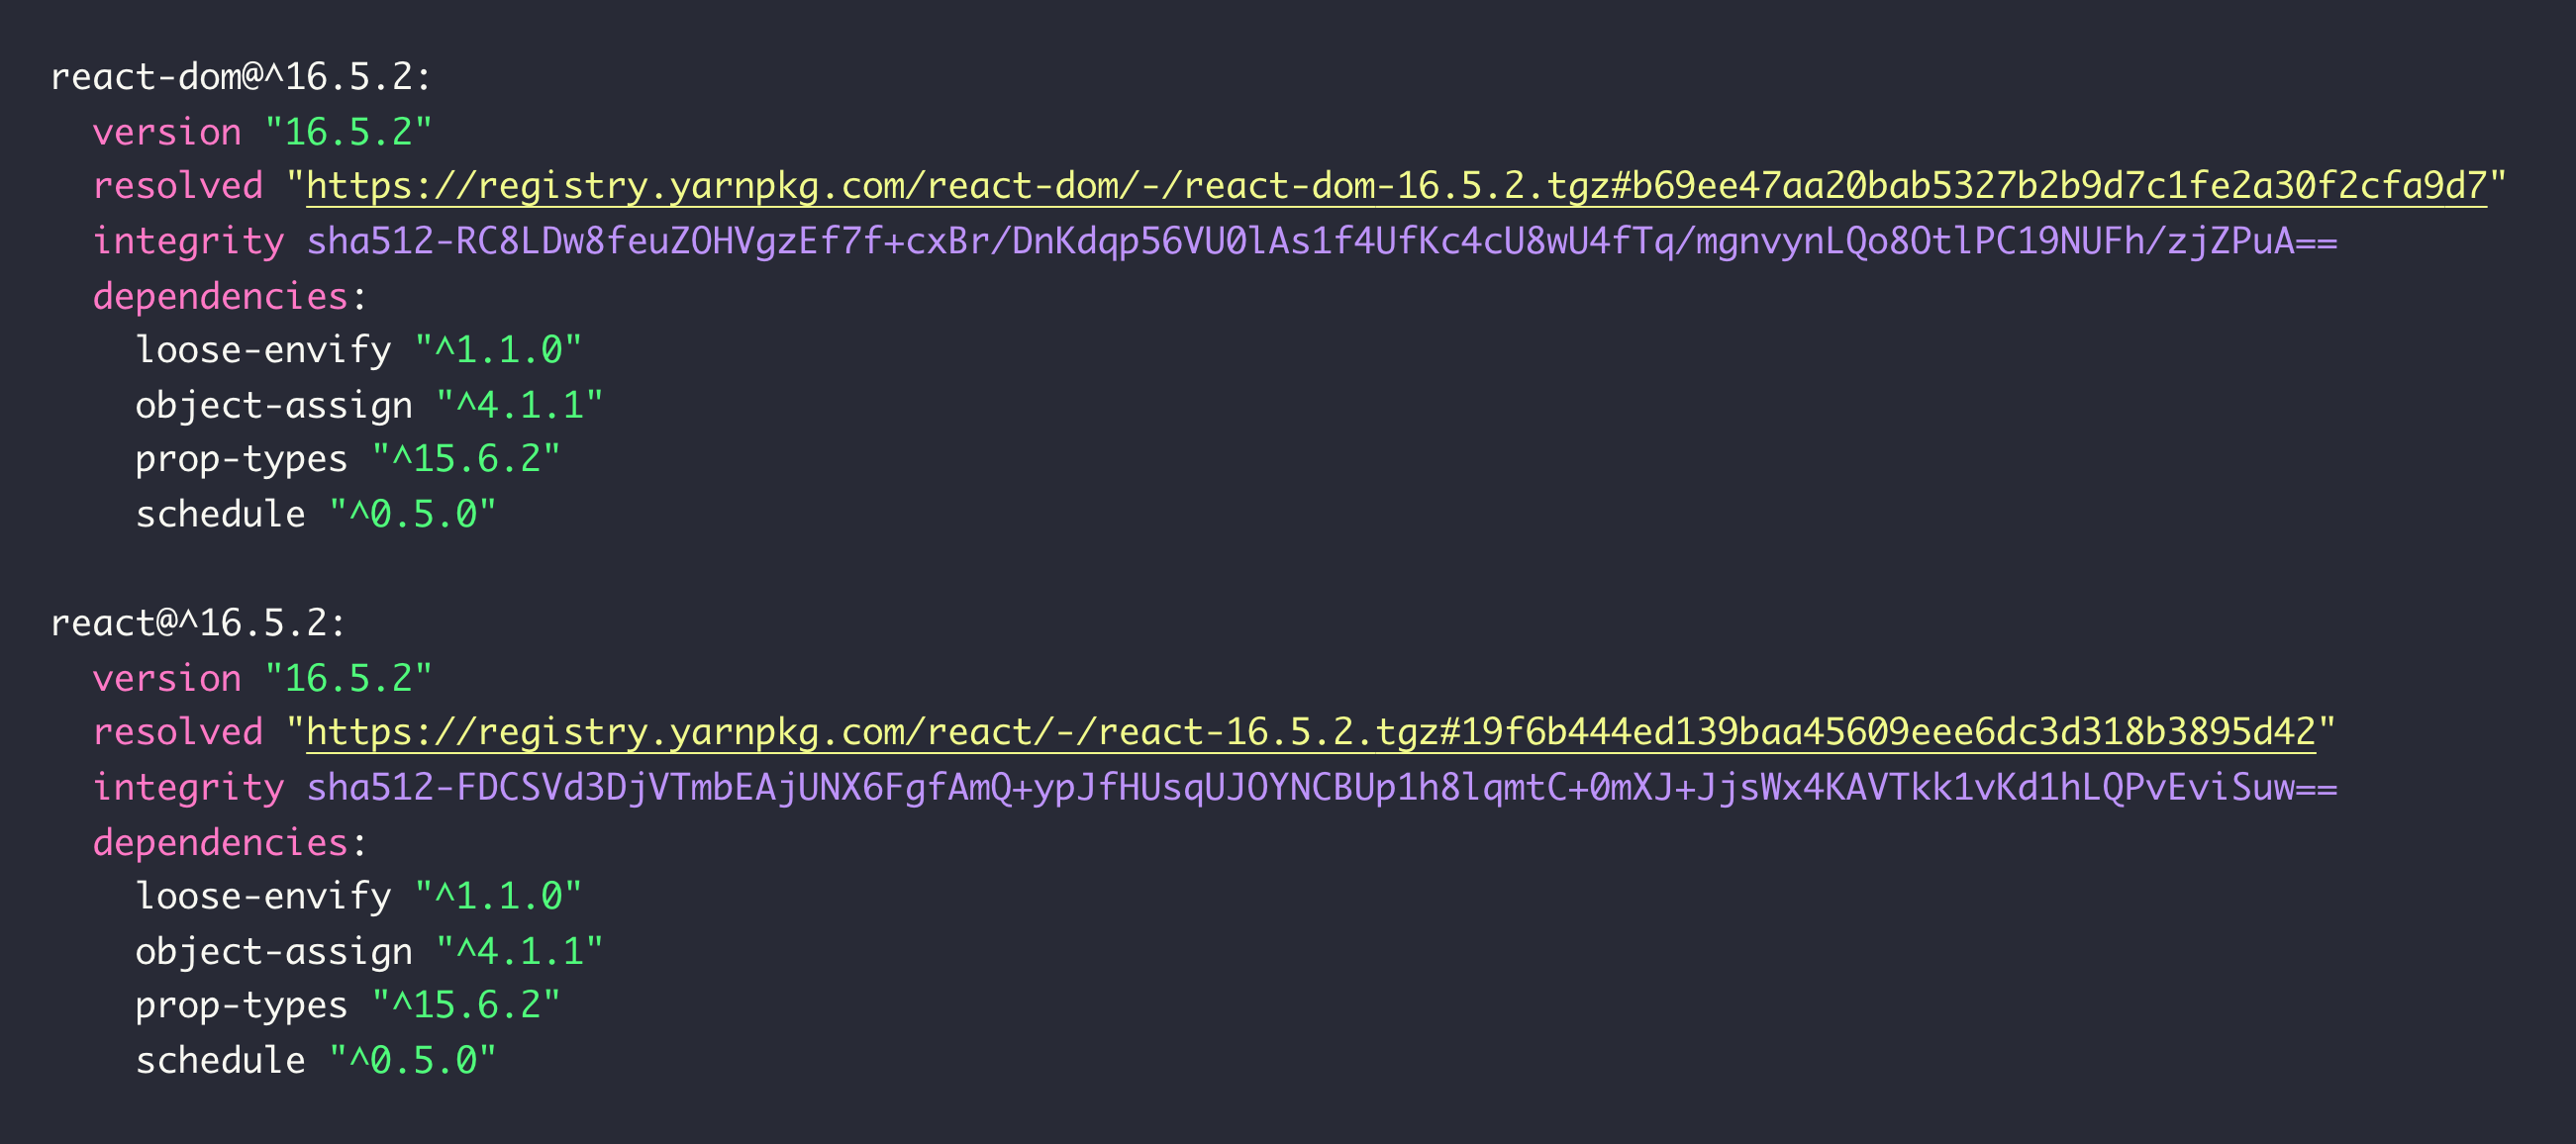 react-dom@^16.5.2:
  version "16.5.2"
  resolved "https://registry.yarnpkg.com/react-dom/-/react-dom-16.5.2.tgz#b69ee47aa20bab5327b2b9d7c1fe2a30f2cfa9d7"
  integrity sha512-RC8LDw8feuZOHVgzEf7f+cxBr/DnKdqp56VU0lAs1f4UfKc4cU8wU4fTq/mgnvynLQo8OtlPC19NUFh/zjZPuA==
  dependencies:
    loose-envify "^1.1.0"
    object-assign "^4.1.1"
    prop-types "^15.6.2"
    schedule "^0.5.0"

react@^16.5.2:
  version "16.5.2"
  resolved "https://registry.yarnpkg.com/react/-/react-16.5.2.tgz#19f6b444ed139baa45609eee6dc3d318b3895d42"
  integrity sha512-FDCSVd3DjVTmbEAjUNX6FgfAmQ+ypJfHUsqUJOYNCBUp1h8lqmtC+0mXJ+JjsWx4KAVTkk1vKd1hLQPvEviSuw==
  dependencies:
    loose-envify "^1.1.0"
    object-assign "^4.1.1"
    prop-types "^15.6.2"
    schedule "^0.5.0"